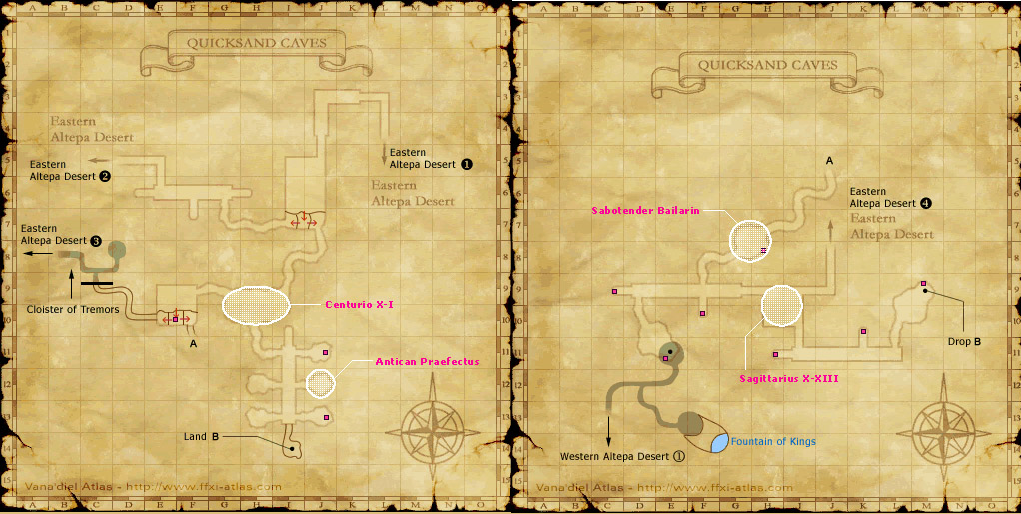 A B C D E F G H I J K L M N O
QUICKSAND CAVES
Eastern
Altepa Desert
Eastern
Altepa Desert ❷
Eastern
Altepa Desert ❶
Eastern
Altepa Desert
Eastern
Altepa Desert ❸
Cloister of Tremors
A
Centurio X-I
Antican Praefectus
Land B
Vana'diel Atlas - http://www.ffxi-atlas.com
A B C D E F G H I J K L M N O
QUICKSAND CAVES
A
Eastern
Altepa Desert ❹
Eastern
Altepa Desert
Sabotender Bailarin
Drop B
Sagittarius X-XIII
Fountain of Kings
Western Altepa Desert ①
Vana'diel Atlas - http://www.ffxi-atlas.com